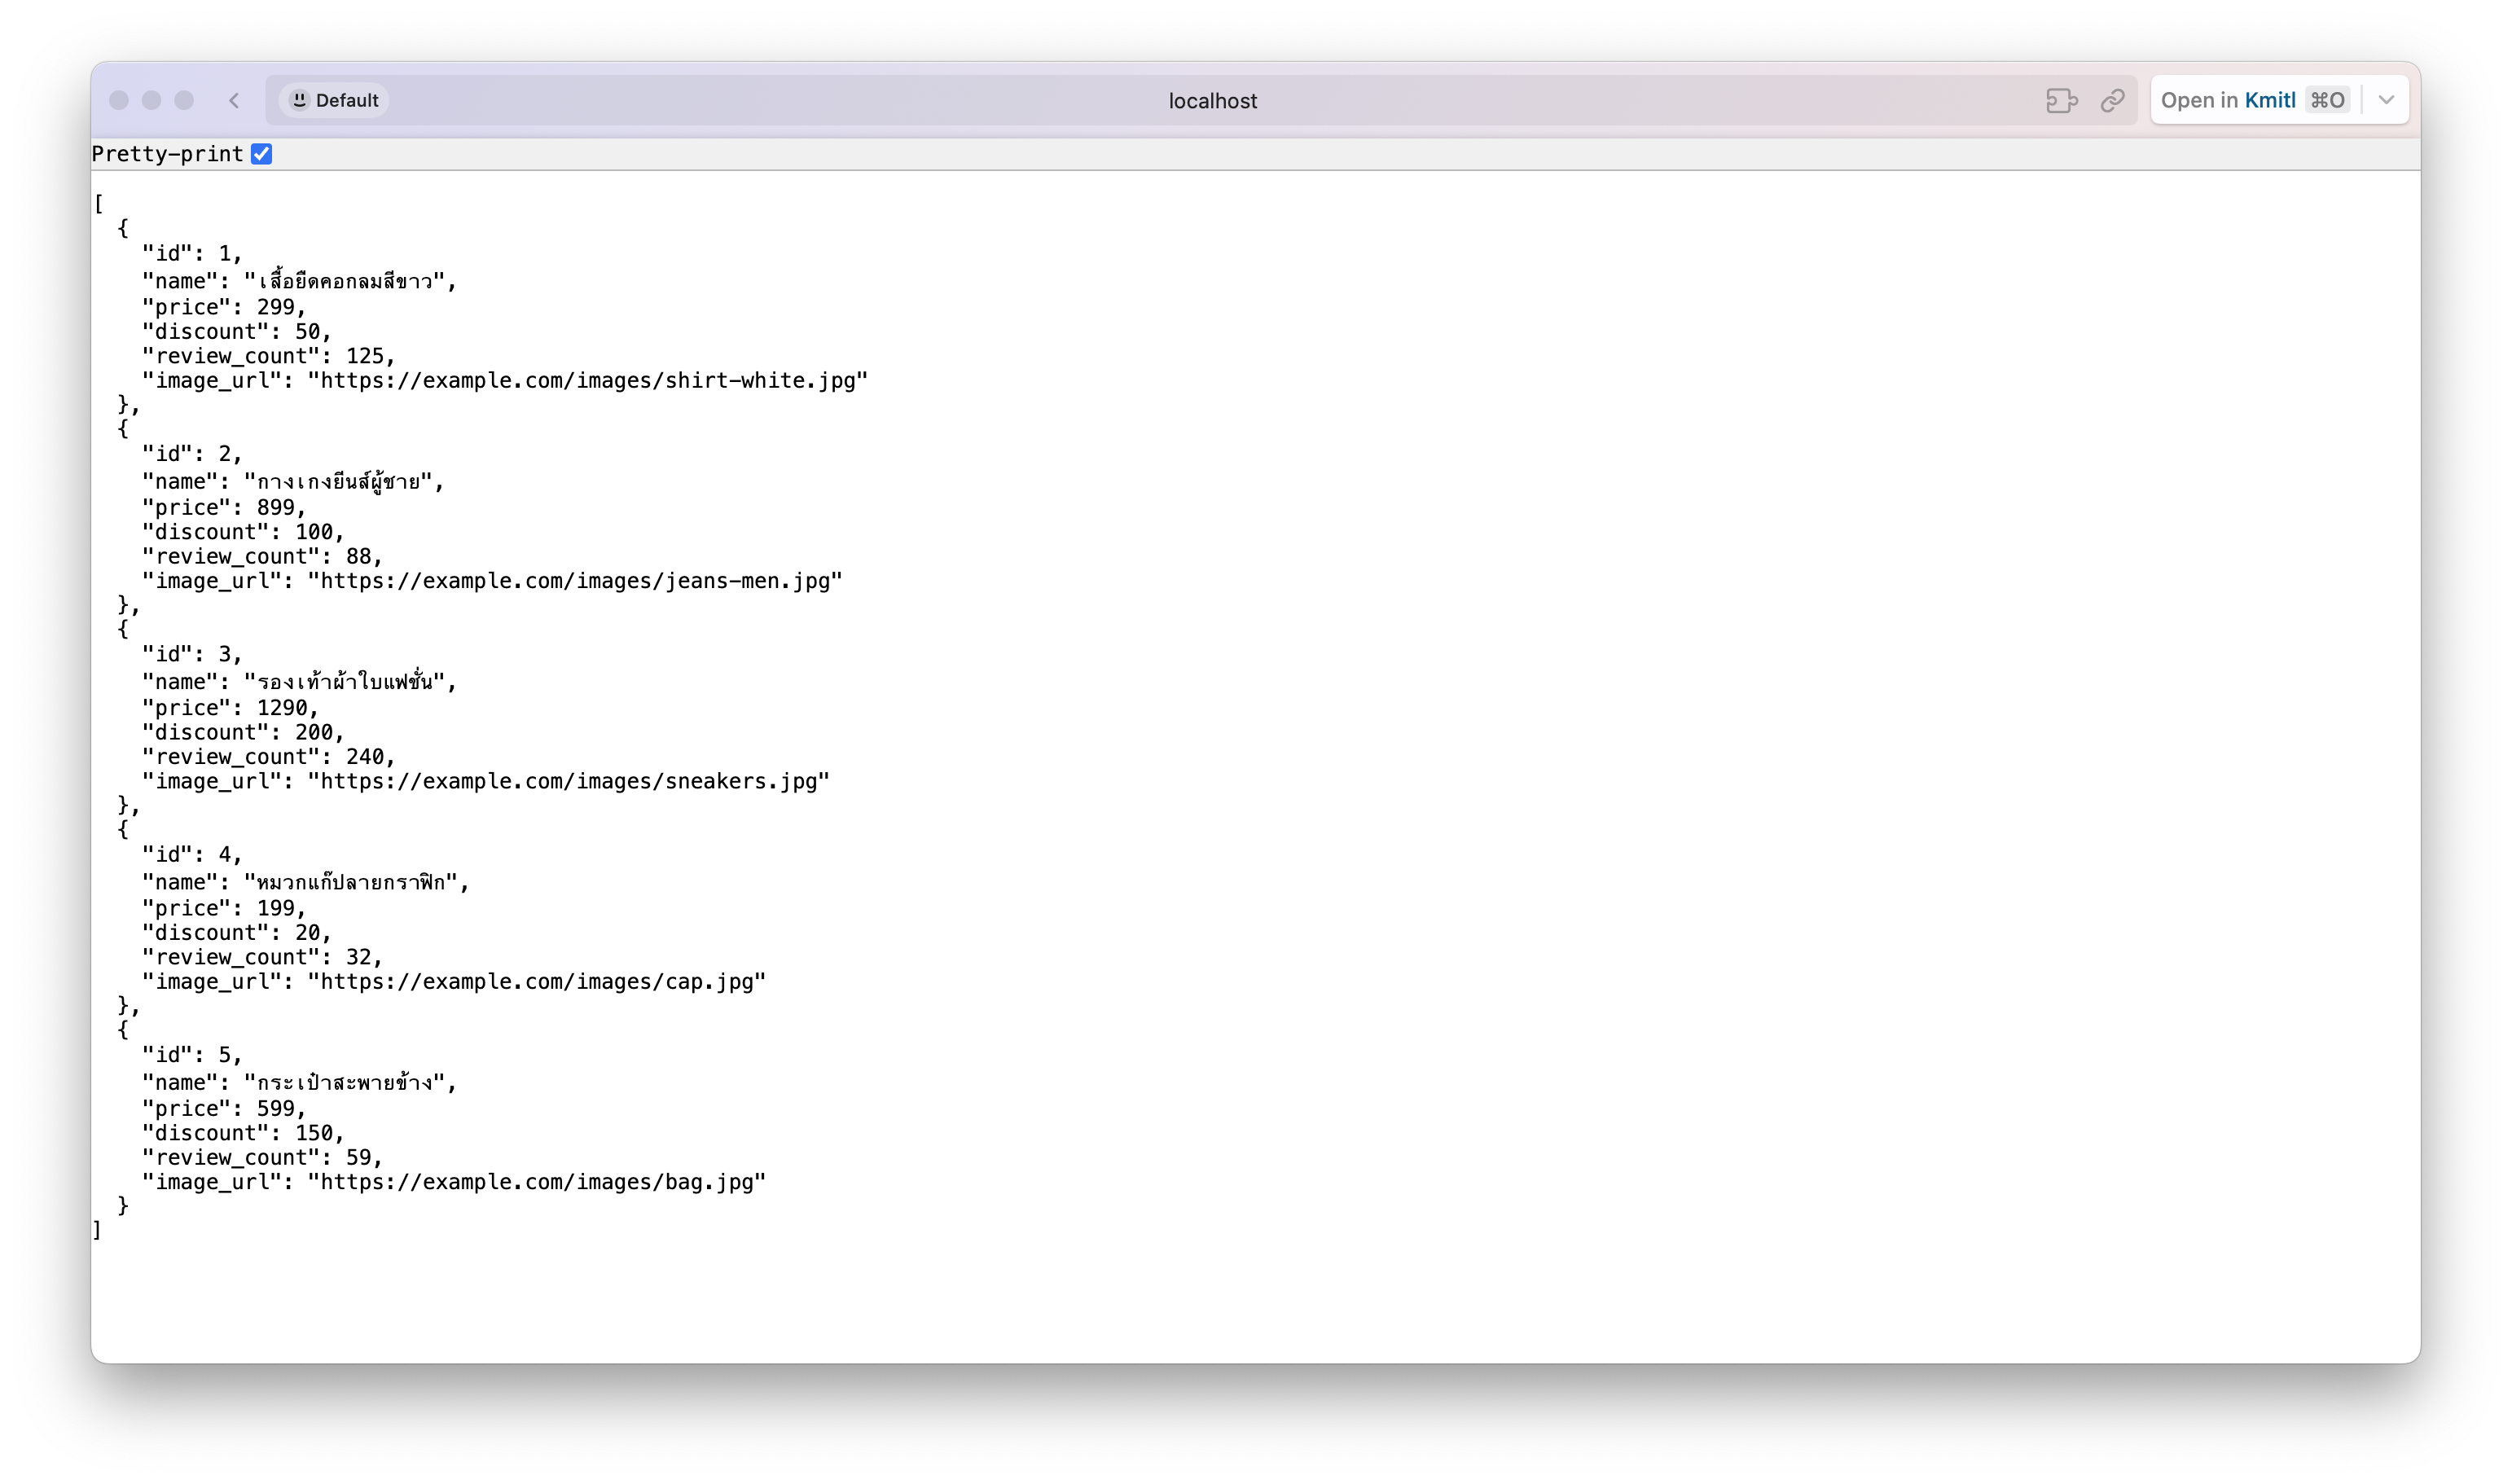 Default
localhost
Open in Kmitl ⌘O
Pretty-print
[
  {
    "id": 1,
    "name": "เสื้อยืดคอกลมสีขาว",
    "price": 299,
    "discount": 50,
    "review_count": 125,
    "image_url": "https://example.com/images/shirt-white.jpg"
  },
  {
    "id": 2,
    "name": "กางเกงยีนส์ผู้ชาย",
    "price": 899,
    "discount": 100,
    "review_count": 88,
    "image_url": "https://example.com/images/jeans-men.jpg"
  },
  {
    "id": 3,
    "name": "รองเท้าผ้าใบแฟชั่น",
    "price": 1290,
    "discount": 200,
    "review_count": 240,
    "image_url": "https://example.com/images/sneakers.jpg"
  },
  {
    "id": 4,
    "name": "หมวกแก๊ปลายกราฟิก",
    "price": 199,
    "discount": 20,
    "review_count": 32,
    "image_url": "https://example.com/images/cap.jpg"
  },
  {
    "id": 5,
    "name": "กระเป๋าสะพายข้าง",
    "price": 599,
    "discount": 150,
    "review_count": 59,
    "image_url": "https://example.com/images/bag.jpg"
  }
]